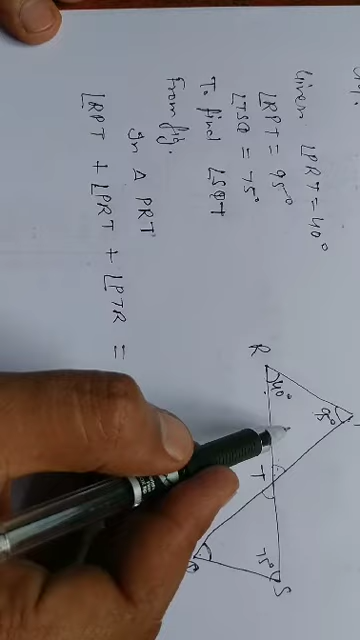 Given ∠PRT = 40°
∠RPT = 95°
∠TSQ = 75°
To find ∠SQT
From fig.
In Δ PRT
∠RPT + ∠PRT + ∠PTR =
R
40°
95°
T
75°
S